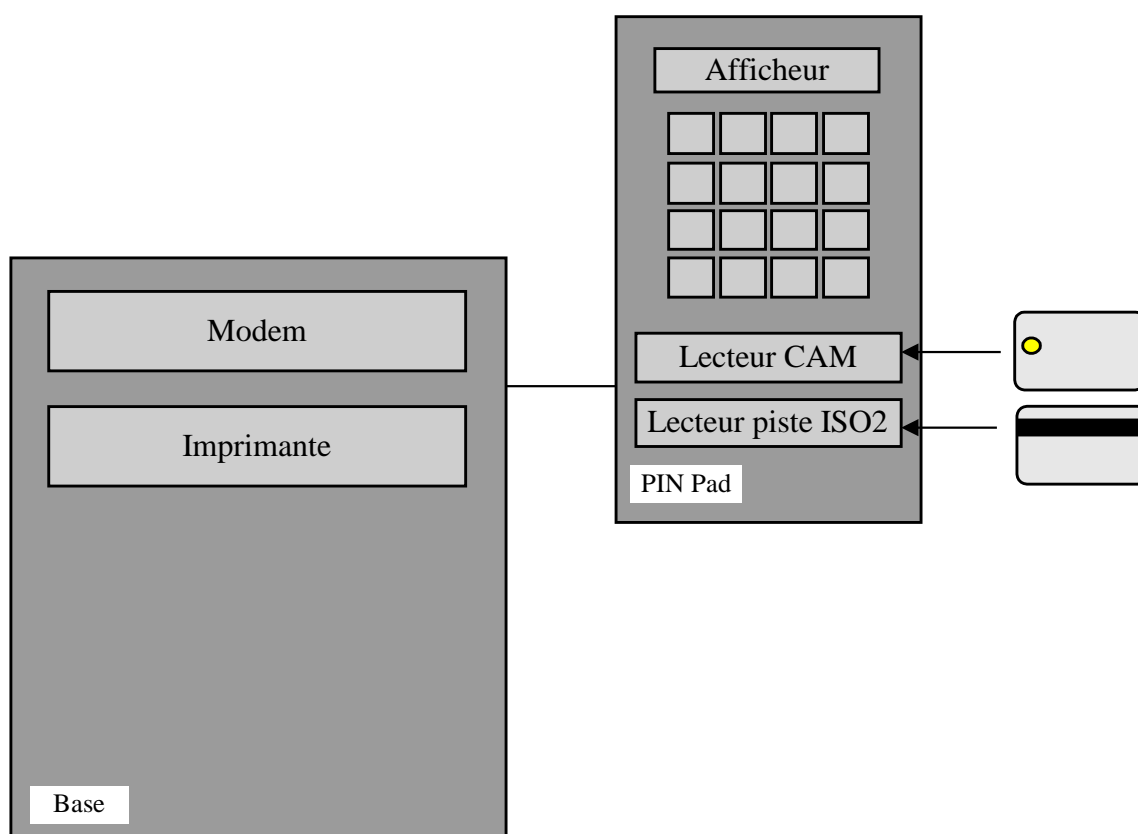 Afficheur
Modem
Lecteur CAM
Imprimante
Lecteur piste ISO2
PIN Pad
Base